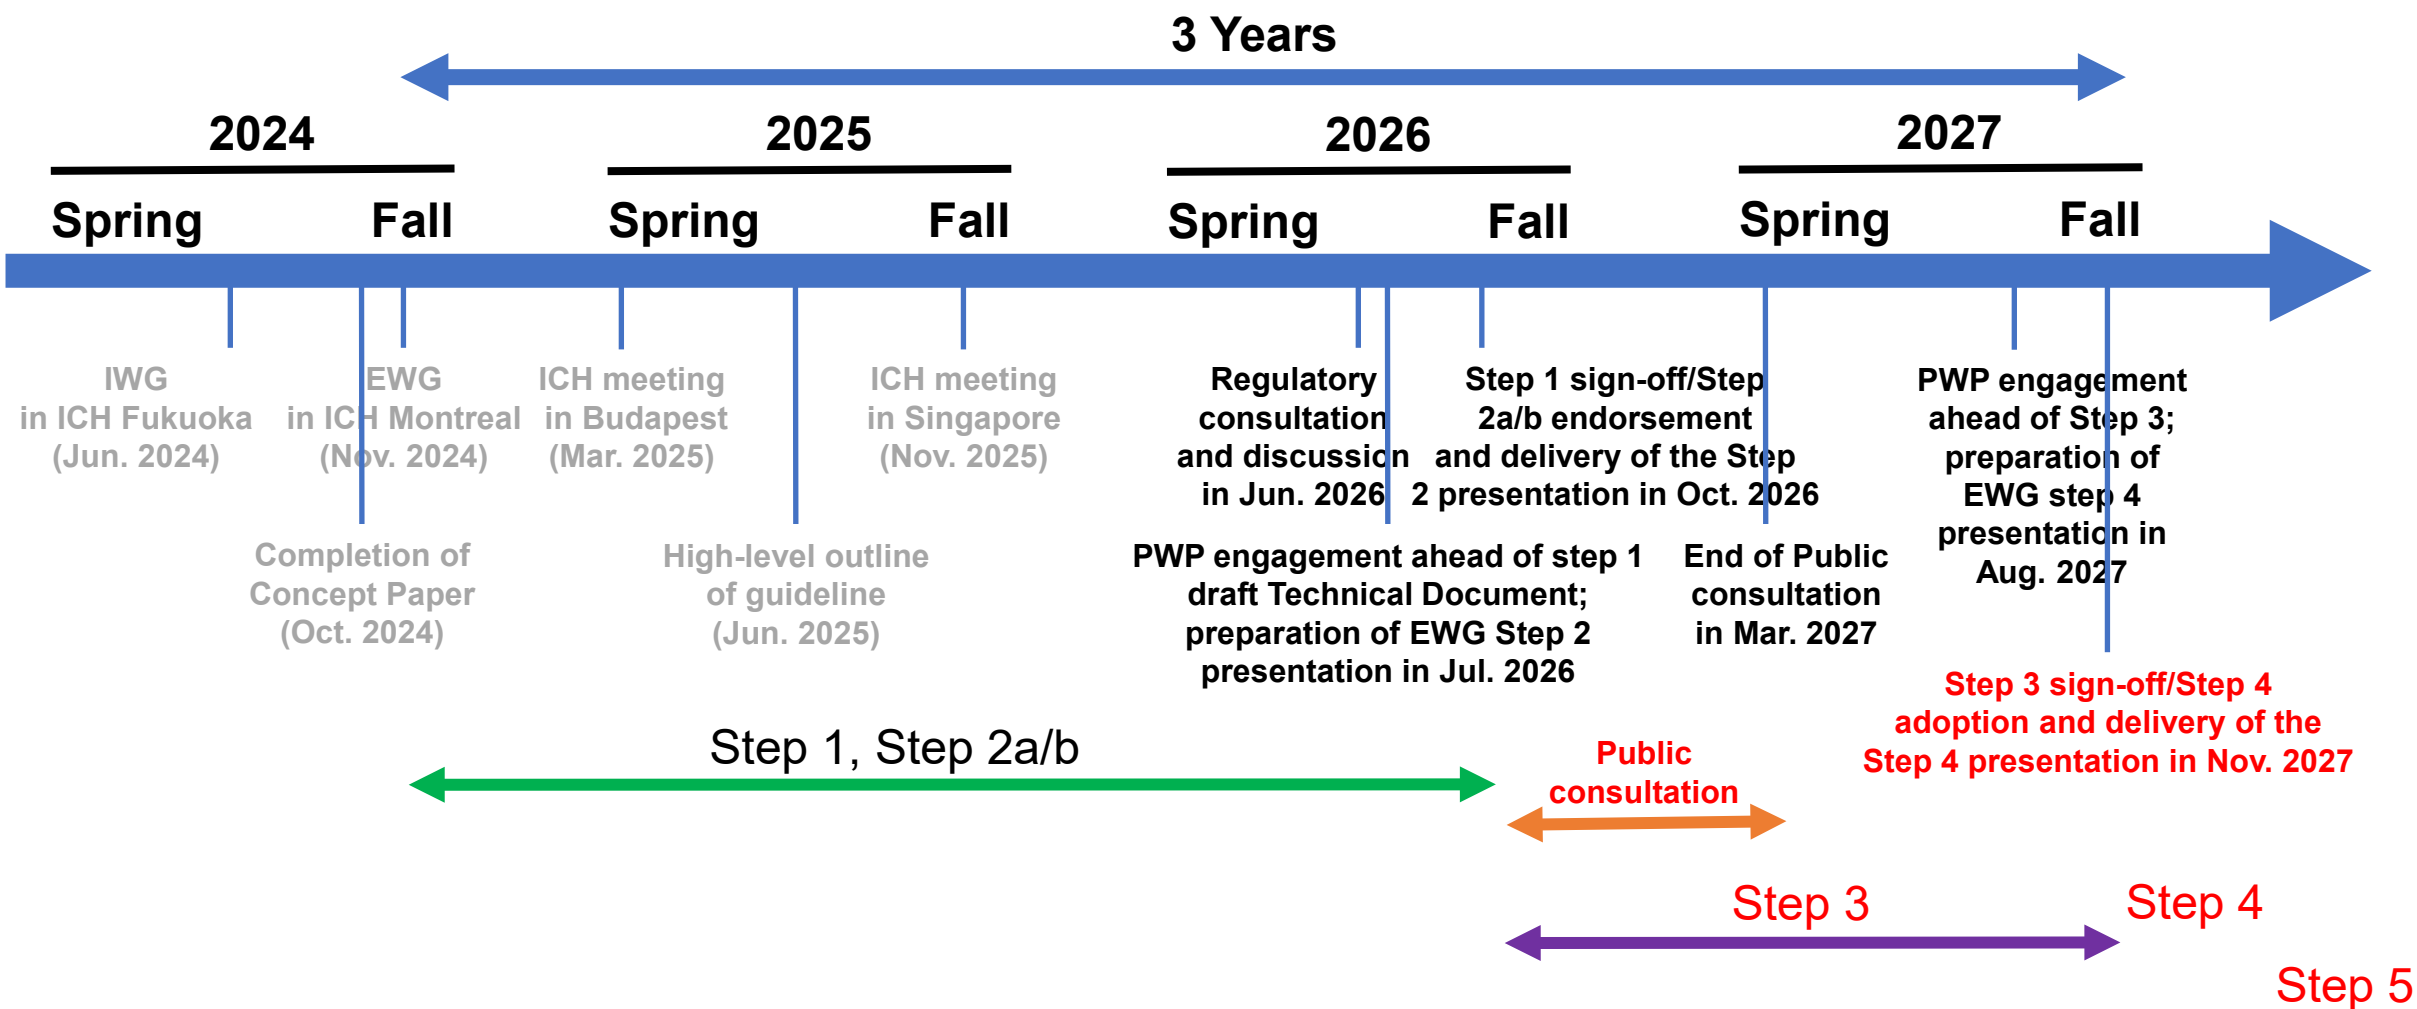 3 Years
2024
2025
2026
2027
Spring
Fall
Spring
Fall
Spring
Fall
Spring
Fall
IWG
in ICH Fukuoka
(Jun. 2024)
EWG
in ICH Montreal
(Nov. 2024)
ICH meeting
in Budapest
(Mar. 2025)
ICH meeting
in Singapore
(Nov. 2025)
Regulatory
consultation
and discussion
in Jun. 2026
Step 1 sign-off/Step
2a/b endorsement
and delivery of the Step
2 presentation in Oct. 2026
PWP engagement
ahead of Step 3;
preparation of
EWG step 4
presentation in
Aug. 2027
Completion of
Concept Paper
(Oct. 2024)
High-level outline
of guideline
(Jun. 2025)
PWP engagement ahead of step 1
draft Technical Document;
preparation of EWG Step 2
presentation in Jul. 2026
End of Public
consultation
in Mar. 2027
Step 3 sign-off/Step 4
adoption and delivery of the
Step 4 presentation in Nov. 2027
Step 1, Step 2a/b
Public
consultation
Step 3
Step 4
Step 5